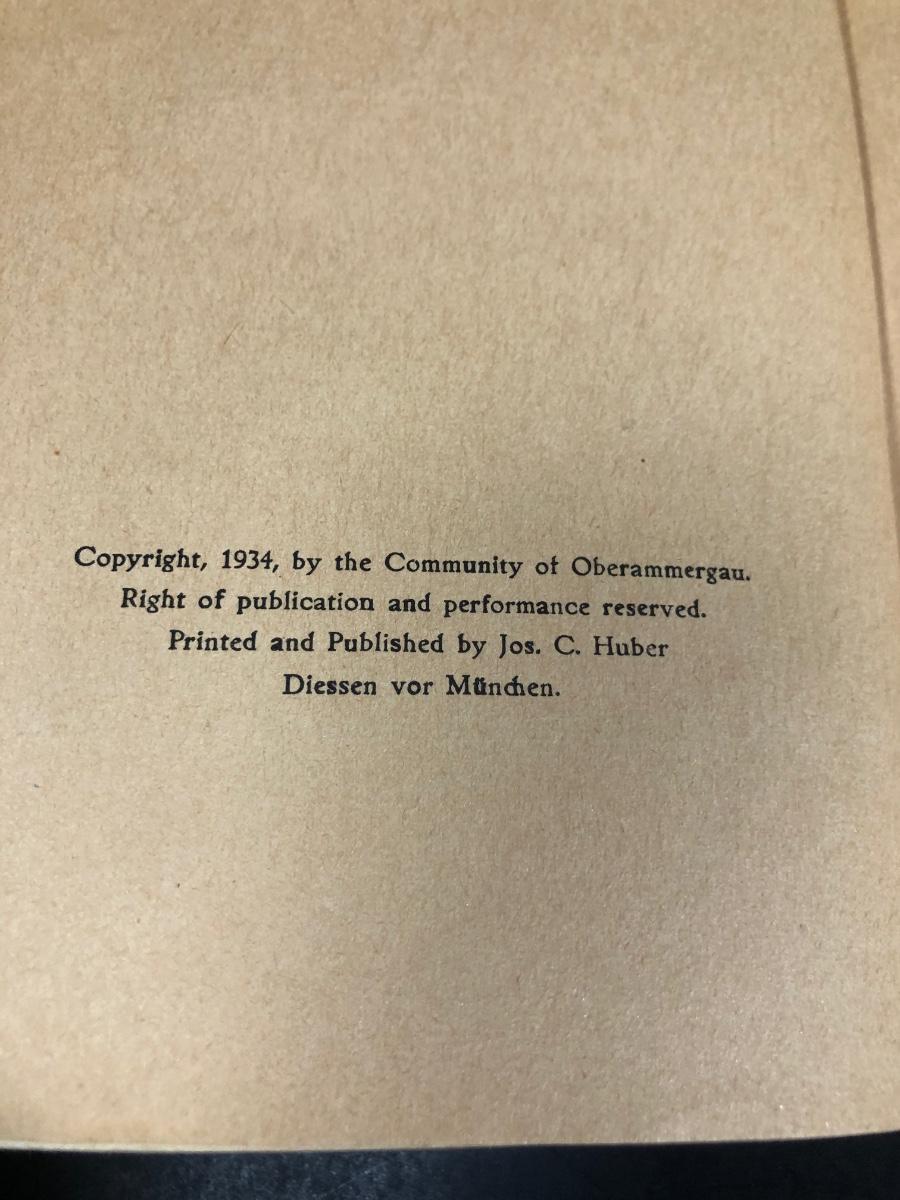 Copyright, 1934, by the Community of Oberammergau.
Right of publication and performance reserved.
Printed and Published by Jos. C. Huber
Diessen vor München.